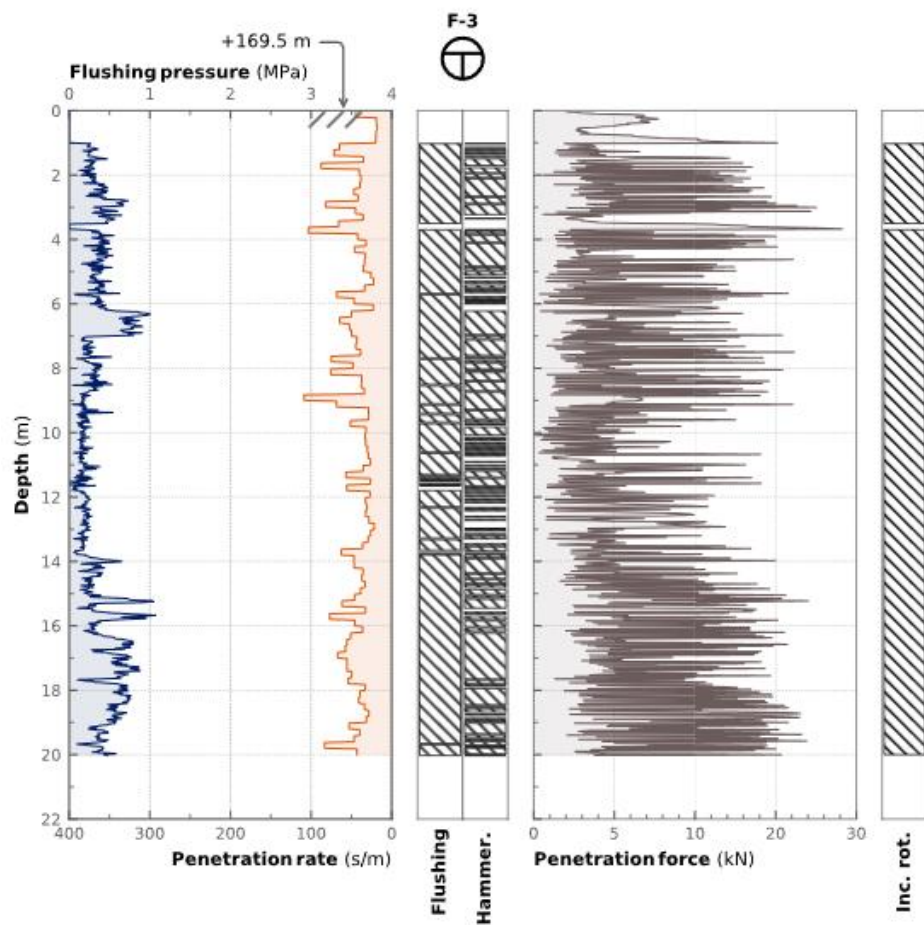 F-3
+169.5 m
Flushing pressure (MPa)
0 1 2 3 4
0
2
4
6
8
10
12
14
16
18
20
22
Depth (m)
400 300 200 100 0
Penetration rate (s/m)
Flushing
Hammer.
0 5 10 20 30
Penetration force (kN)
Inc. rot.